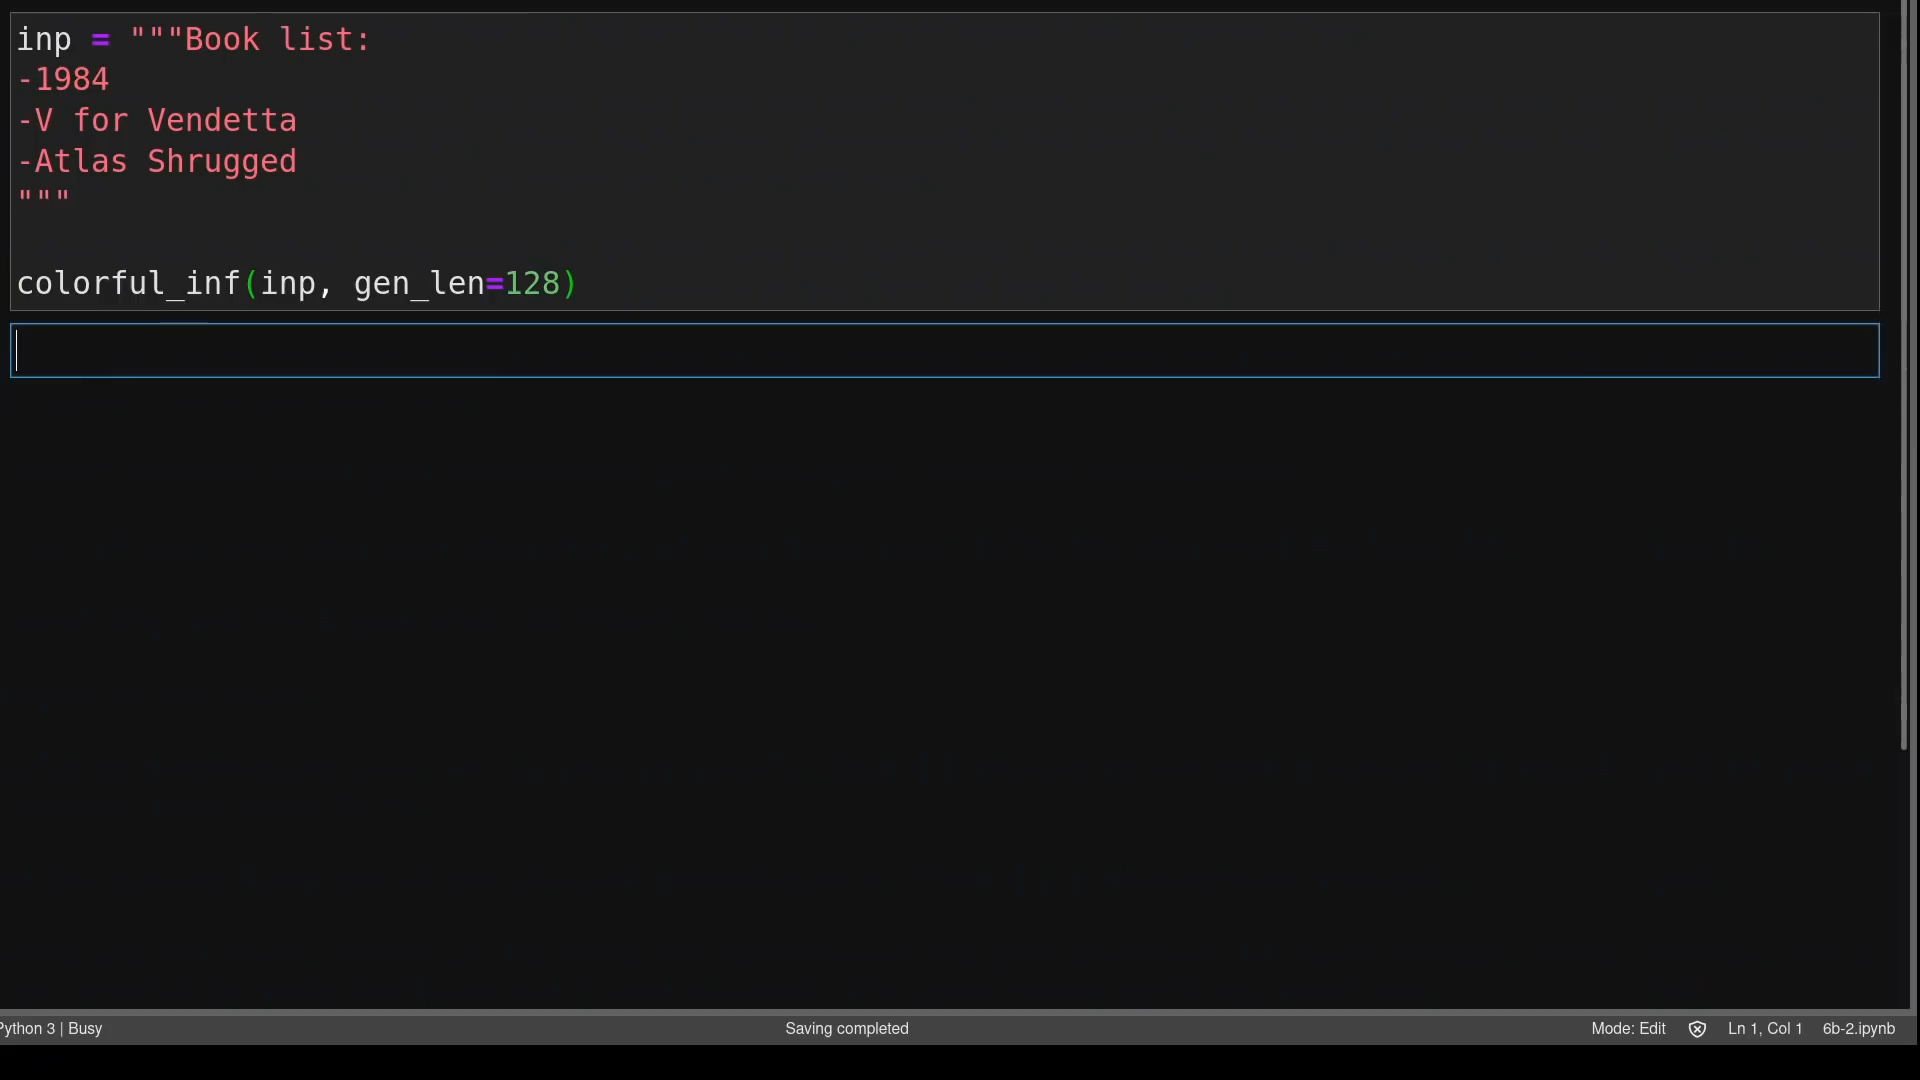 inp = """Book list:
-1984
-V for Vendetta
-Atlas Shrugged
"""
colorful_inf(inp, gen_len=128)
Python 3 | Busy
Saving completed
Mode: Edit
Ln 1, Col 1
6b-2.ipynb